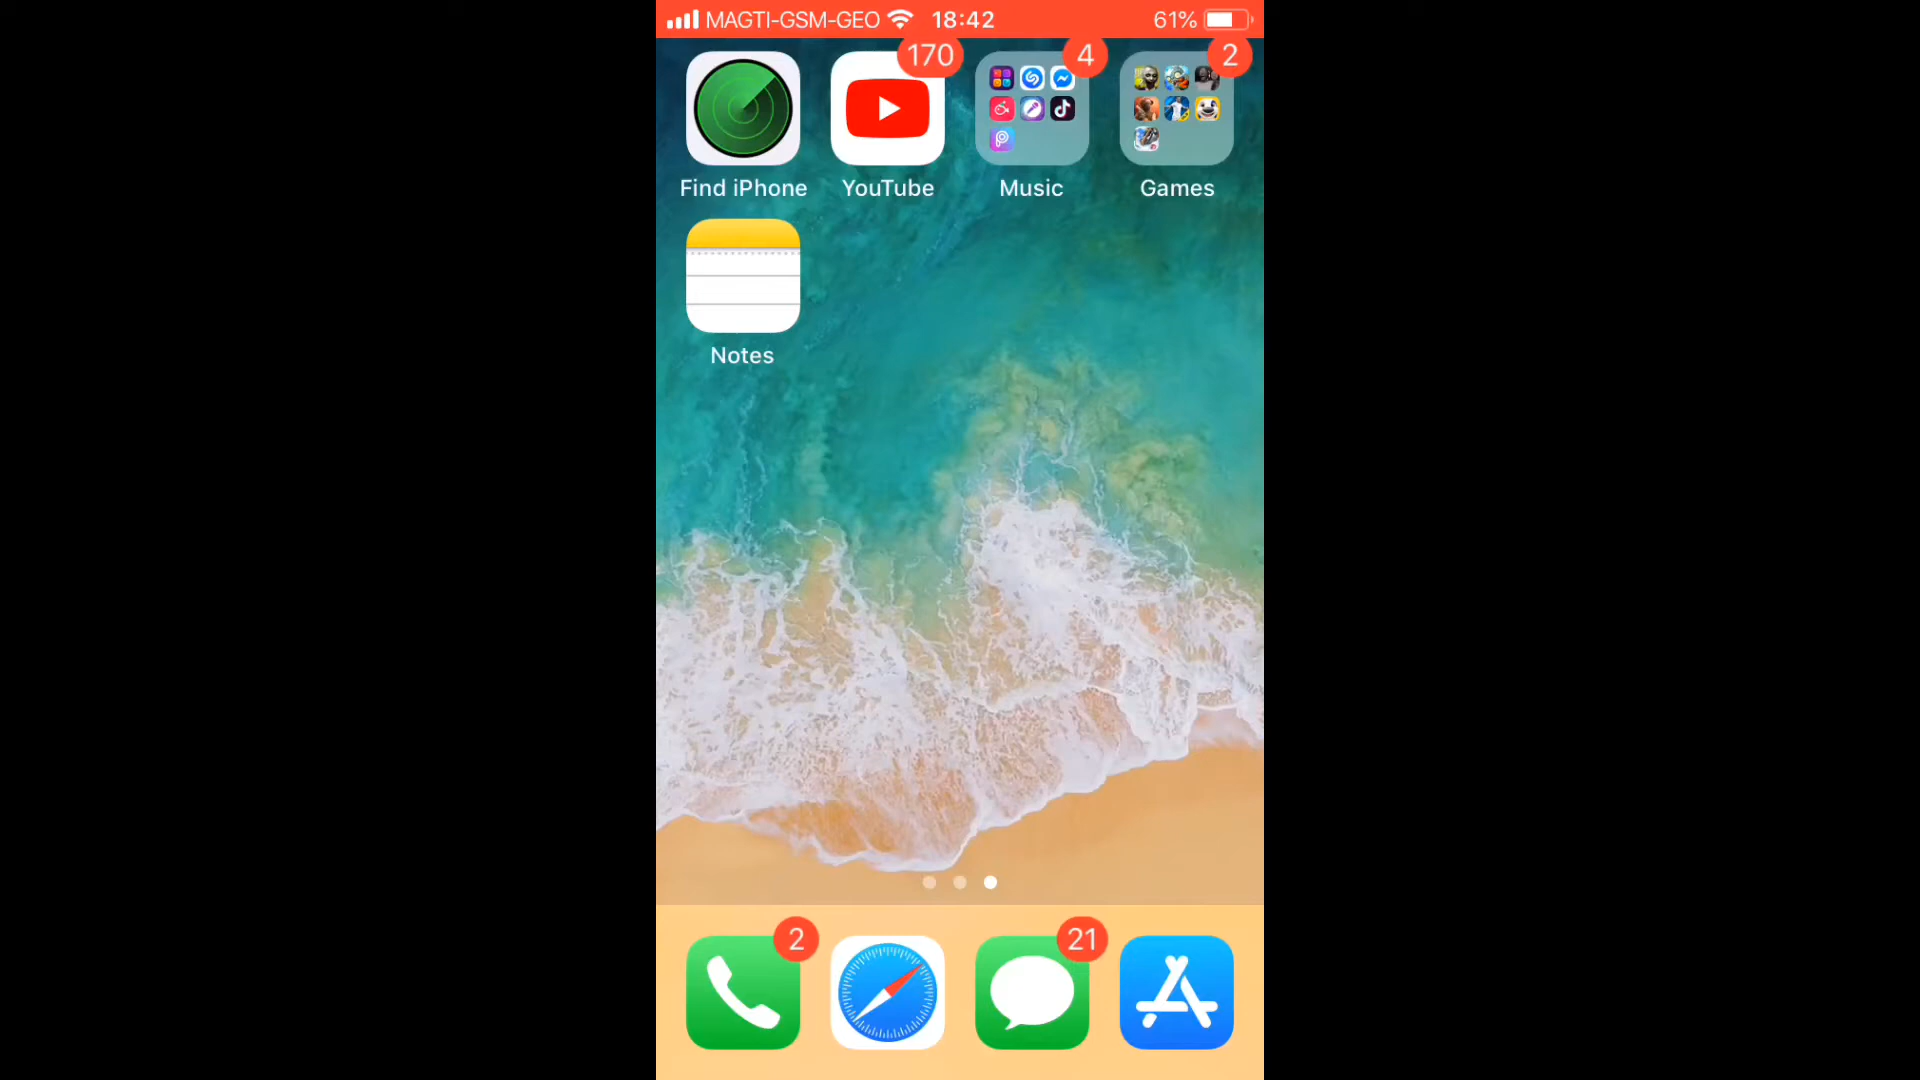 MAGTI-GSM-GEO 18:42 61%
170 4 2
Find iPhone YouTube Music Games
Notes
2 21